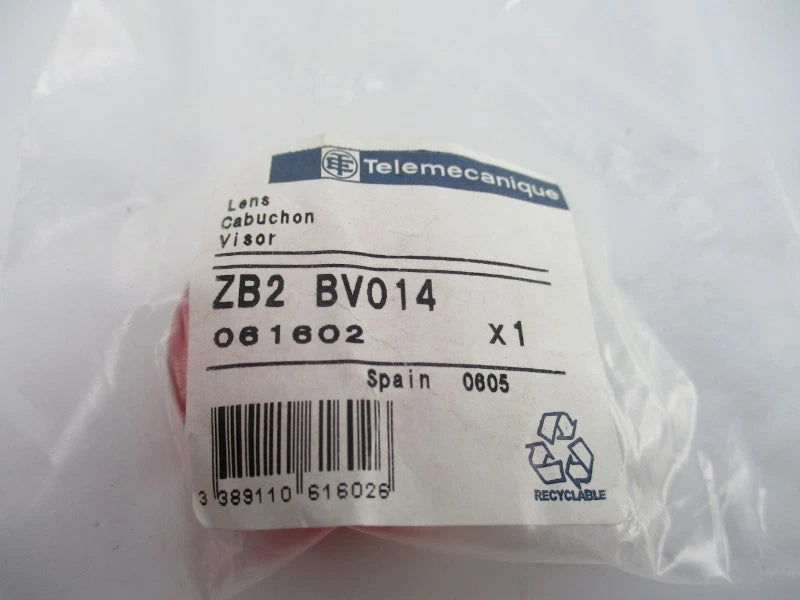 Telemecanique
Lens
Cabuchon
Visor
ZB2 BV014
061602 x1
Spain 0605
3 389110 616026
RECYCLABLE